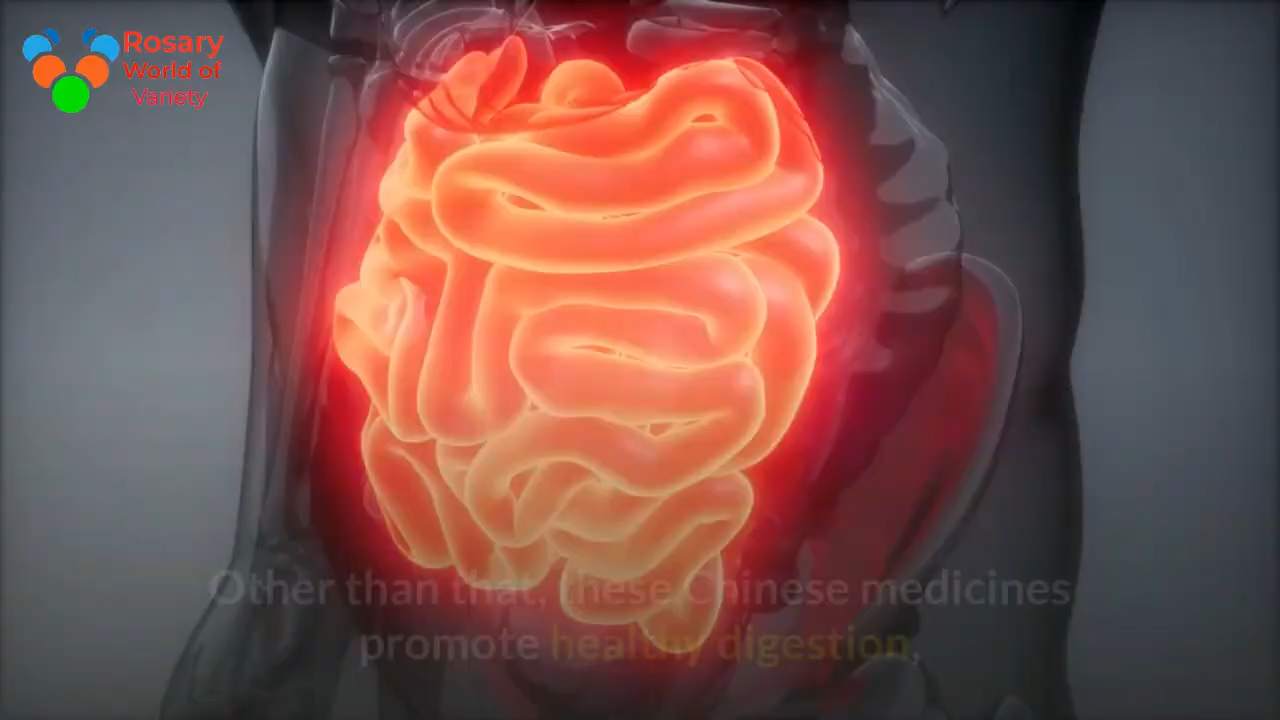 Rosary
World of
Variety
Other than that, these Chinese medicines
promote healthy digestion.